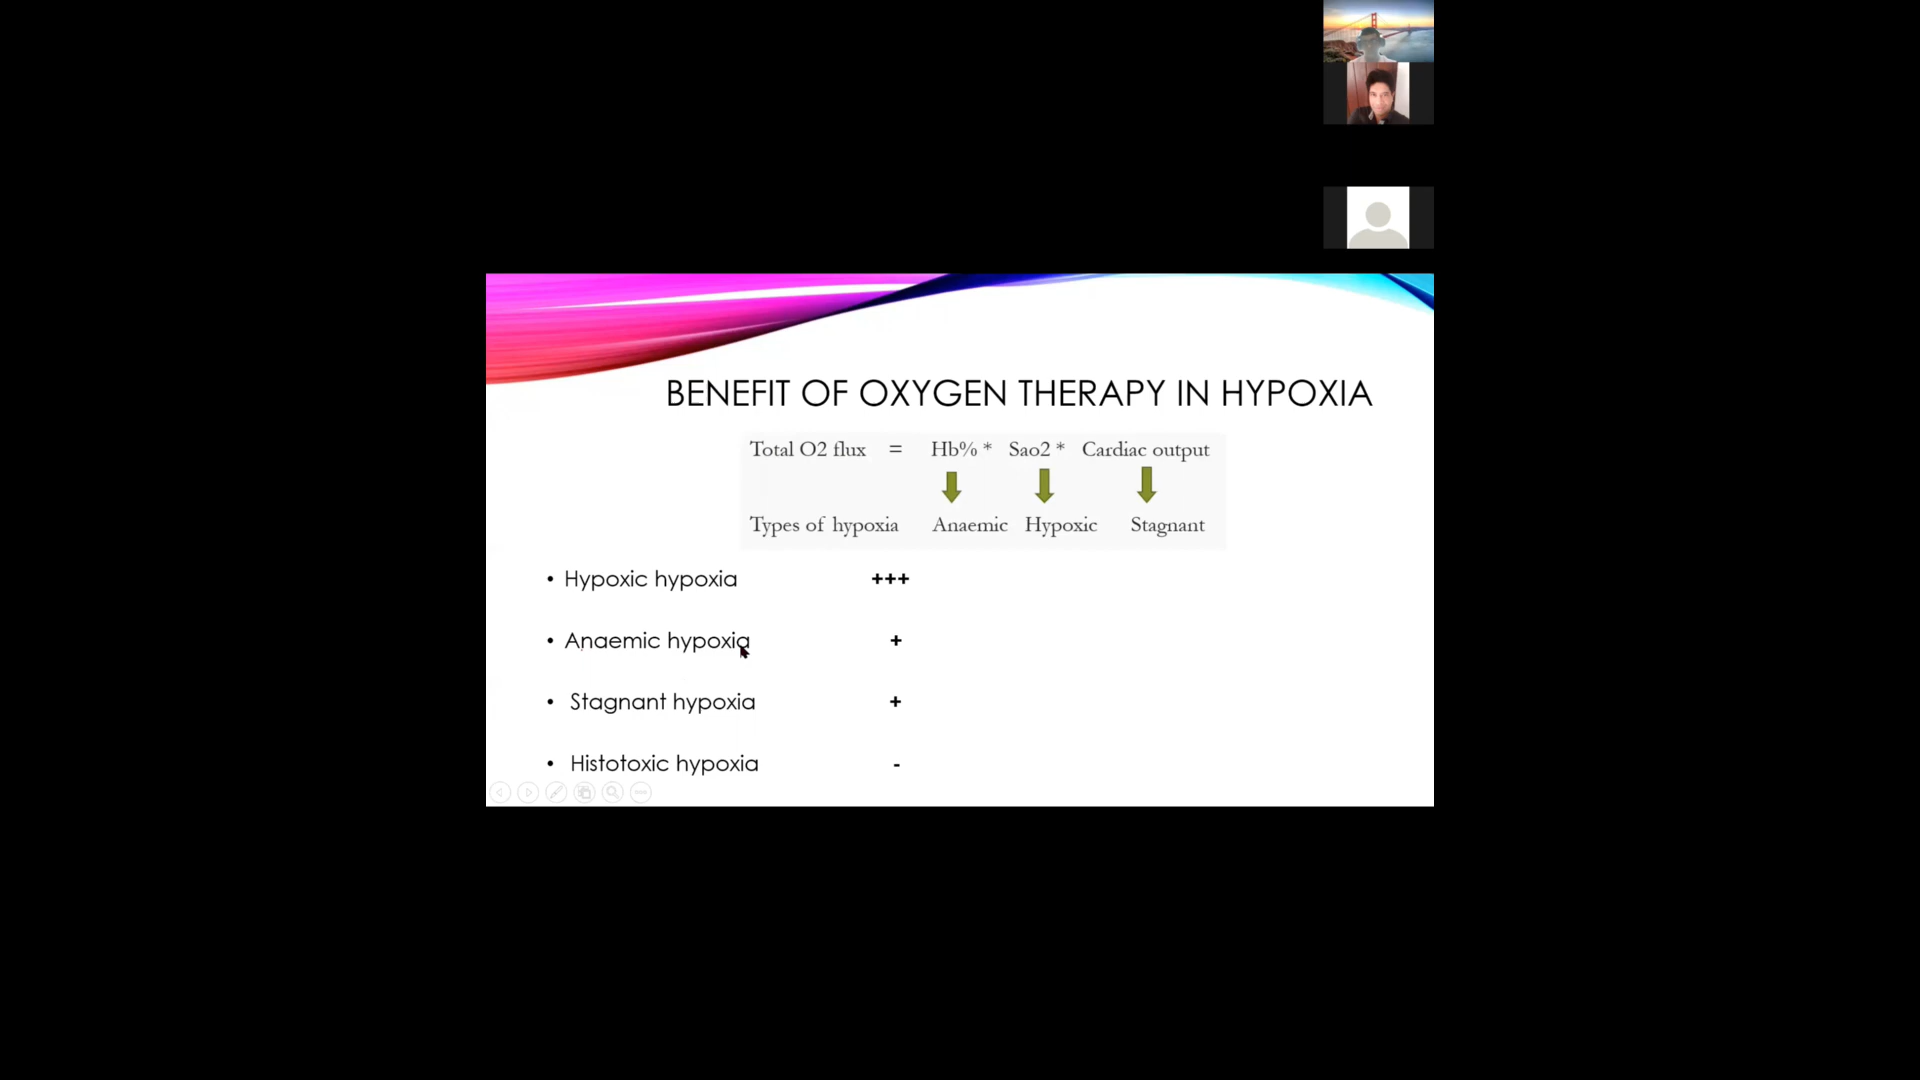 BENEFIT OF OXYGEN THERAPY IN HYPOXIA
Total O2 flux = Hb% * Sao2 * Cardiac output
Types of hypoxia Anaemic Hypoxic Stagnant
• Hypoxic hypoxia +++
• Anaemic hypoxia +
• Stagnant hypoxia +
• Histotoxic hypoxia -